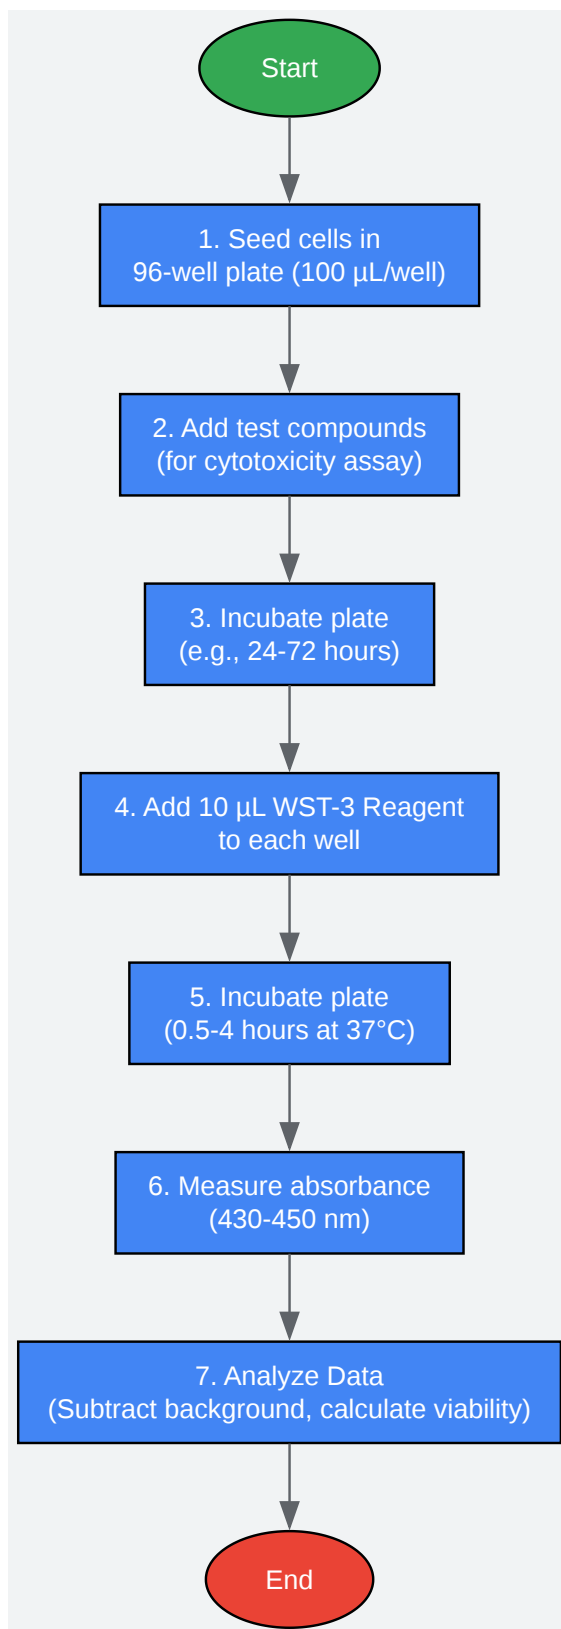 Start
1. Seed cells in
96-well plate (100 µL/well)
2. Add test compounds
(for cytotoxicity assay)
3. Incubate plate
(e.g., 24-72 hours)
4. Add 10 µL WST-3 Reagent
to each well
5. Incubate plate
(0.5-4 hours at 37°C)
6. Measure absorbance
(430-450 nm)
7. Analyze Data
(Subtract background, calculate viability)
End